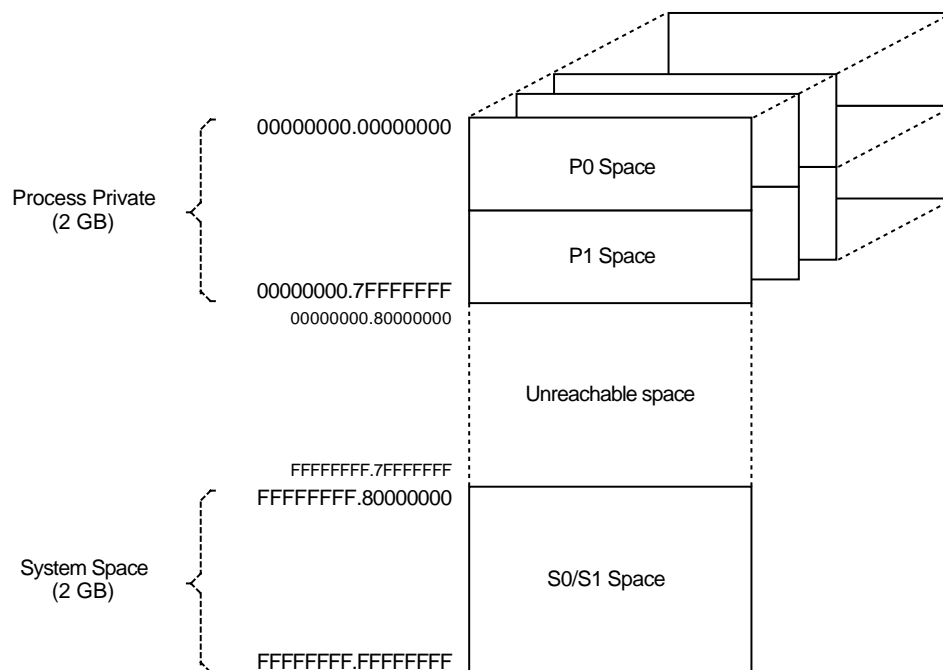 00000000.00000000
P0 Space
Process Private
(2 GB)
P1 Space
00000000.7FFFFFFF
00000000.80000000
Unreachable space
FFFFFFFF.7FFFFFFF
FFFFFFFF.80000000
System Space
(2 GB)
S0/S1 Space
FFFFFFFF.FFFFFFFF